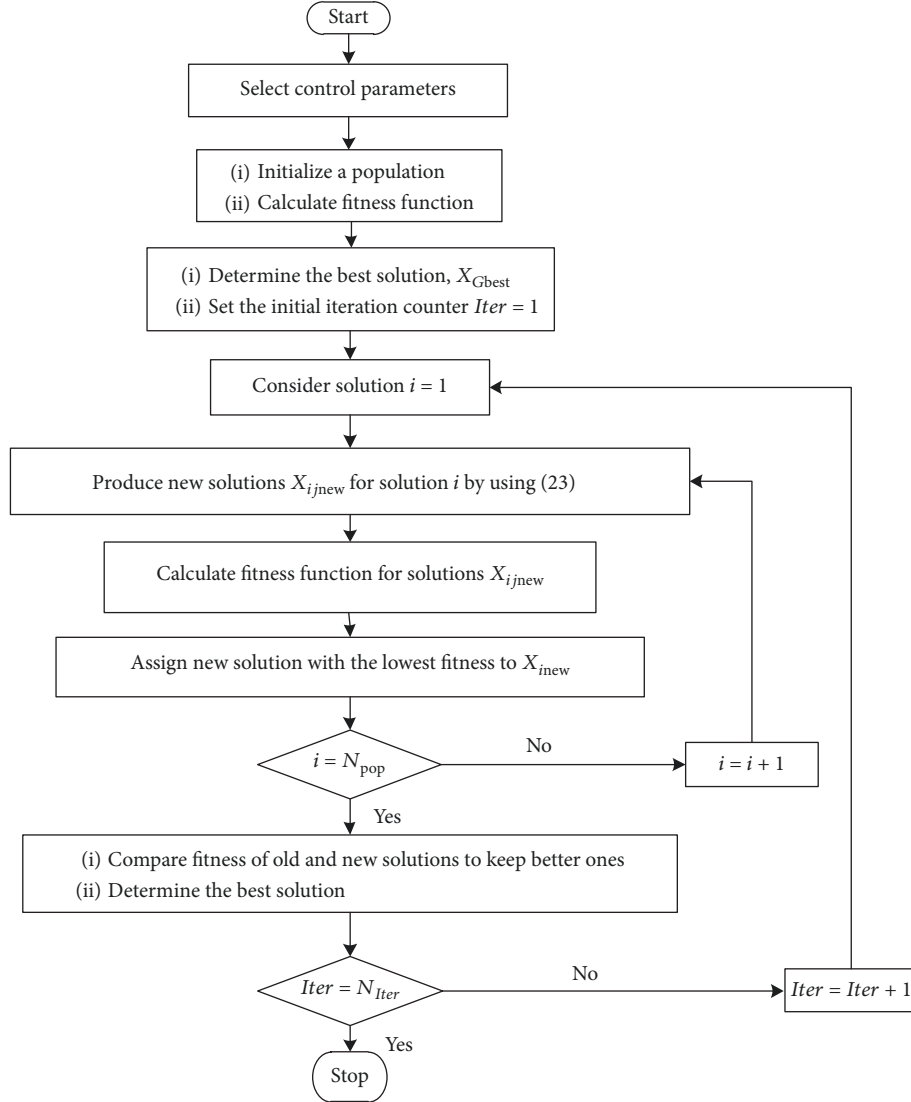 Start
Select control parameters
(i) Initialize a population
(ii) Calculate fitness function
(i) Determine the best solution, X_Gbest
(ii) Set the initial iteration counter Iter = 1
Consider solution i = 1
Produce new solutions X_ijnew for solution i by using (23)
Calculate fitness function for solutions X_ijnew
Assign new solution with the lowest fitness to X_inew
i = N_pop
No
i = i + 1
Yes
(i) Compare fitness of old and new solutions to keep better ones
(ii) Determine the best solution
Iter = N_Iter
No
Iter = Iter + 1
Yes
Stop